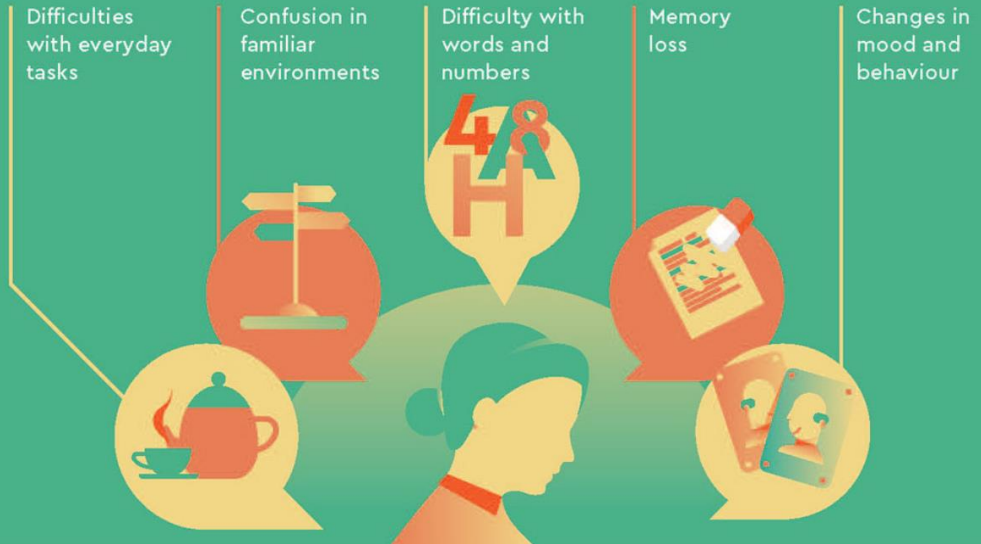 Difficulties
with everyday
tasks
Confusion in
familiar
environments
Difficulty with
words and
numbers
Memory
loss
Changes in
mood and
behaviour
4A8
H